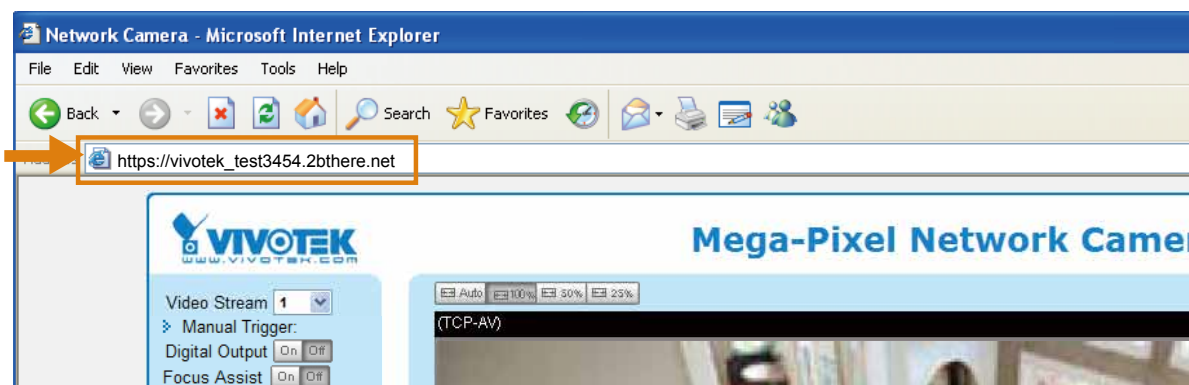 Network Camera - Microsoft Internet Explorer
File Edit View Favorites Tools Help
Back Search Favorites
https://vivotek_test3454.2bthere.net
VIVOTEK
www.vivotek.com
Mega-Pixel Network Came
Video Stream 1
Auto 100% 50% 25%
Manual Trigger:
(TCP-AV)
Digital Output On Off
Focus Assist On Off